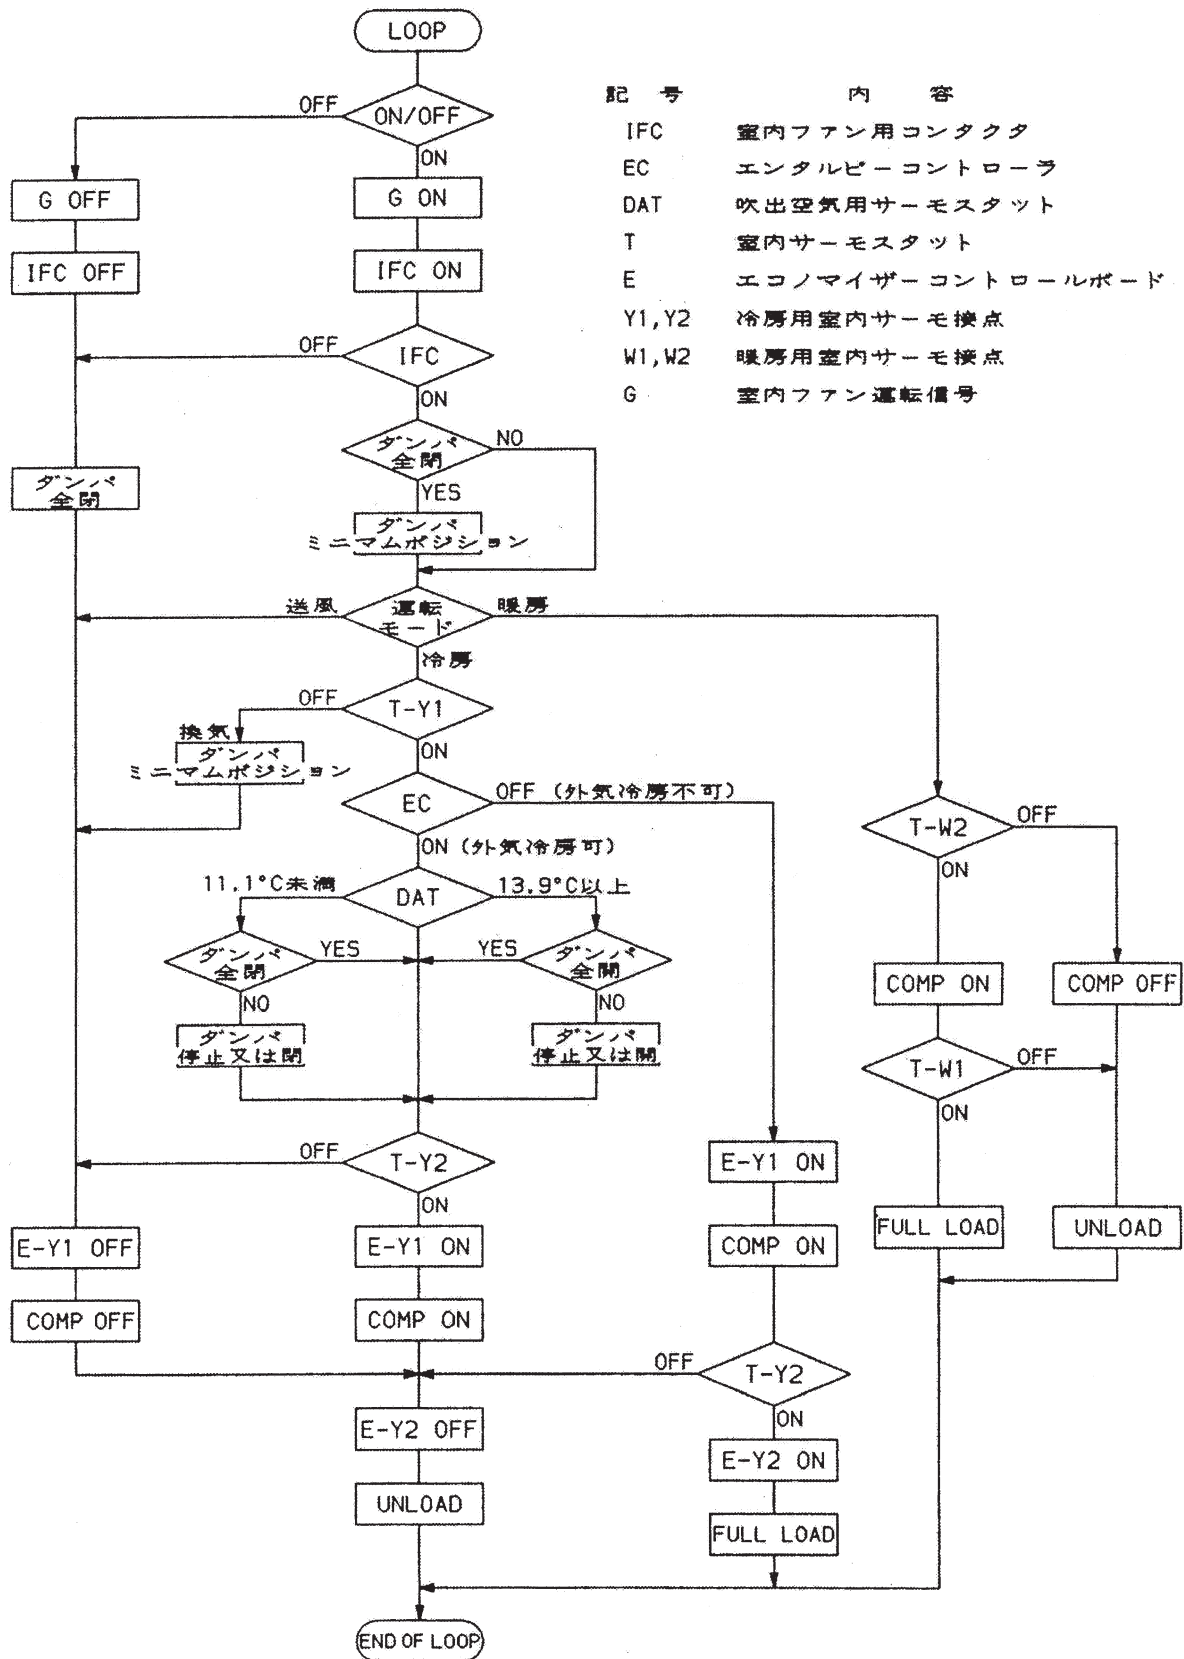 LOOP
ON/OFF
OFF
ON
G OFF
G ON
IFC OFF
IFC ON
IFC
OFF
ON
ダンパ
全閉
NO
YES
ダンパ
全閉
ダンパ
ミニマムポジション
運転
モード
送風
暖房
冷房
T-Y1
OFF
ON
換気
ダンパ
ミニマムポジション
EC
OFF (外気冷房不可)
ON (外気冷房可)
DAT
11.1°C未満
13.9°C以上
ダンパ
全閉
YES
NO
ダンパ
停止又は閉
YES
ダンパ
全開
NO
ダンパ
停止又は開
T-Y2
OFF
ON
E-Y1 OFF
COMP OFF
E-Y1 ON
COMP ON
E-Y2 OFF
UNLOAD
E-Y1 ON
COMP ON
T-Y2
OFF
ON
E-Y2 ON
FULL LOAD
T-W2
OFF
ON
COMP ON
COMP OFF
T-W1
OFF
ON
FULL LOAD
UNLOAD
END OF LOOP
記号 内容
IFC 室内ファン用コンタクタ
EC エンタルピーコントローラ
DAT 吹出空気用サーモスタット
T 室内サーモスタット
E エコノマイザーコントロールボード
Y1,Y2 冷房用室内サーモ接点
W1,W2 暖房用室内サーモ接点
G 室内ファン運転信号